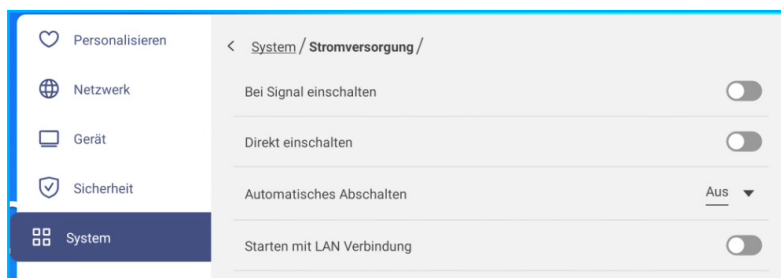 Personalisieren
Netzwerk
Gerät
Sicherheit
System
< System / Stromversorgung /
Bei Signal einschalten
Direkt einschalten
Automatisches Abschalten Aus
Starten mit LAN Verbindung